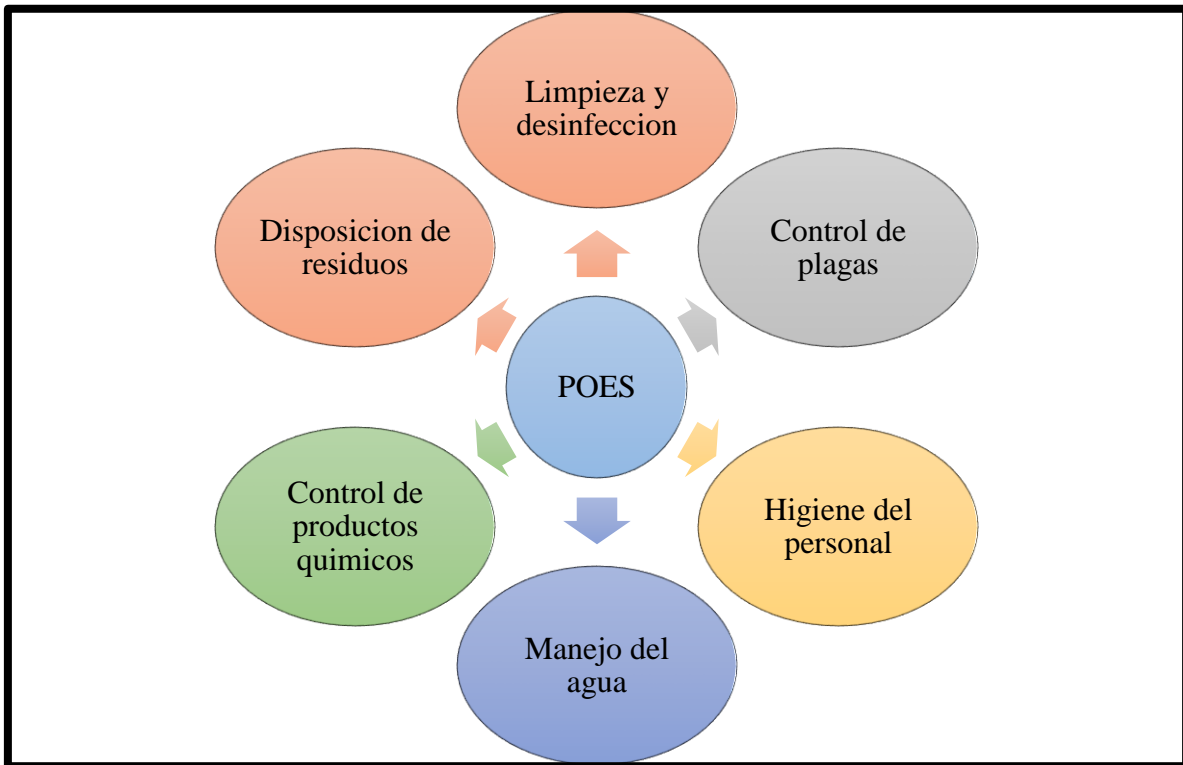 Limpieza y
desinfeccion
Disposicion de
residuos
Control de
plagas
POES
Control de
productos
quimicos
Higiene del
personal
Manejo del
agua